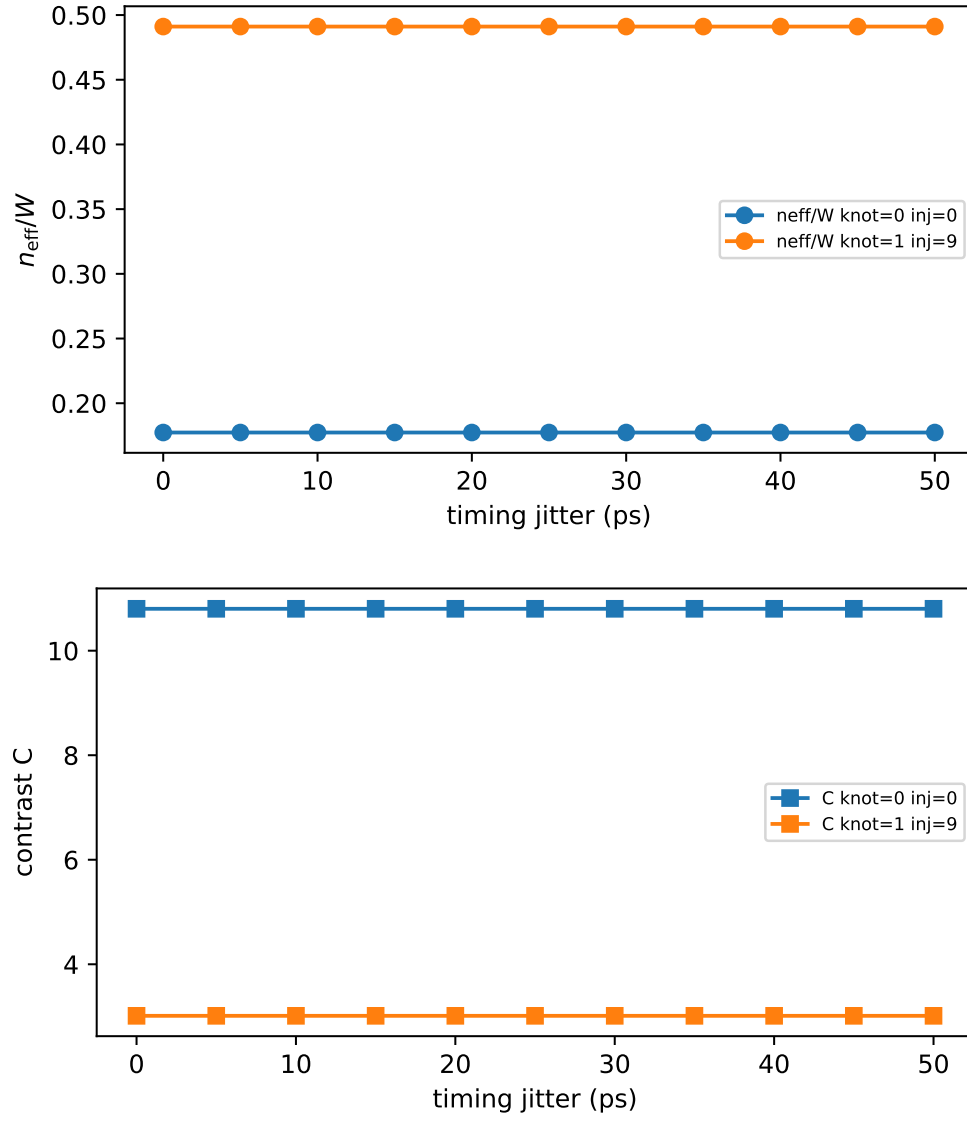 0.50
0.45
0.40
0.35
0.30
0.25
0.20
n_eff/W
neff/W knot=0 inj=0
neff/W knot=1 inj=9
0 10 20 30 40 50
timing jitter (ps)
10
8
6
4
contrast C
C knot=0 inj=0
C knot=1 inj=9
0 10 20 30 40 50
timing jitter (ps)